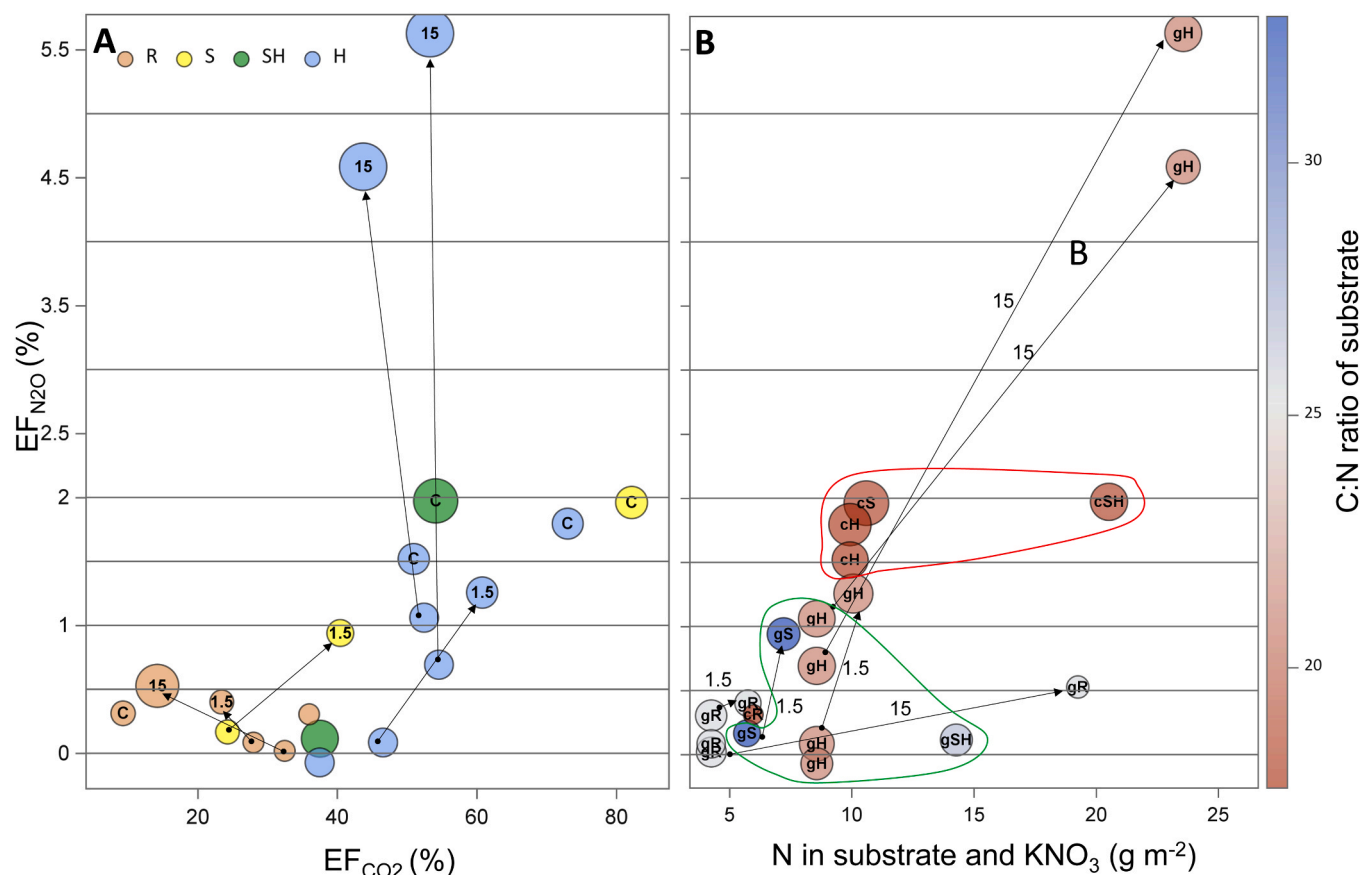 A
R S SH H
5.5
4.5
3.5
2.5
2
1
0
EF_N2O (%)
15
15
C
C
C
C
1.5
1.5
15
1.5
C
20 40 60 80
EF_CO2 (%)
B
gH
gH
B
15
15
cS
cSH
cH
cH
gH
gH
gS
gH
1.5
1.5
gR
gR
gR
cR
1.5
15
gS
gR
gR
gH
gSH
gH
5 10 15 20 25
N in substrate and KNO3 (g m-2)
30
25
20
C:N ratio of substrate